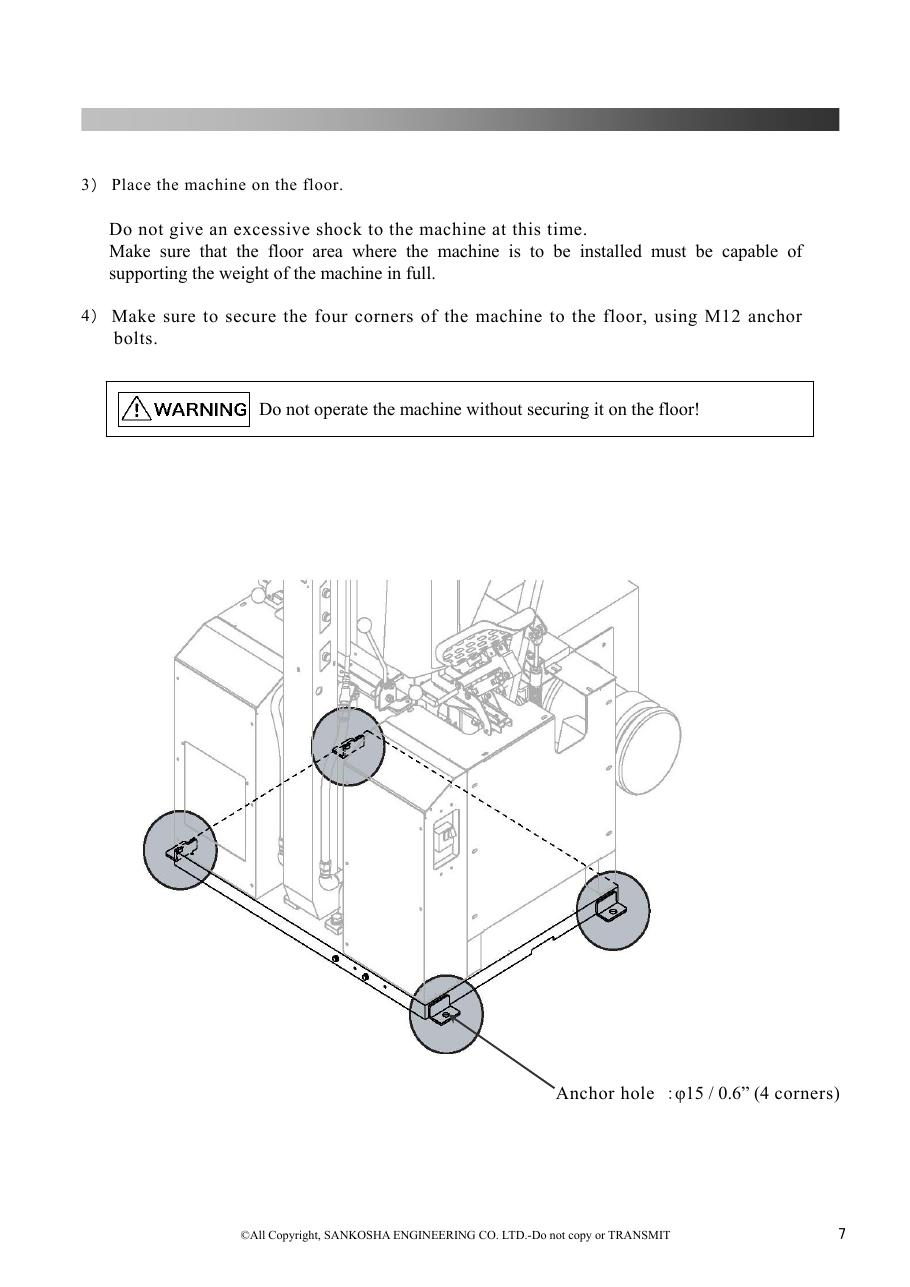 3） Place the machine on the floor.
Do not give an excessive shock to the machine at this time.
Make sure that the floor area where the machine is to be installed must be capable of
supporting the weight of the machine in full.
4） Make sure to secure the four corners of the machine to the floor, using M12 anchor
bolts.
WARNING Do not operate the machine without securing it on the floor!
Anchor hole :φ15 / 0.6” (4 corners)
©All Copyright, SANKOSHA ENGINEERING CO. LTD.-Do not copy or TRANSMIT 7